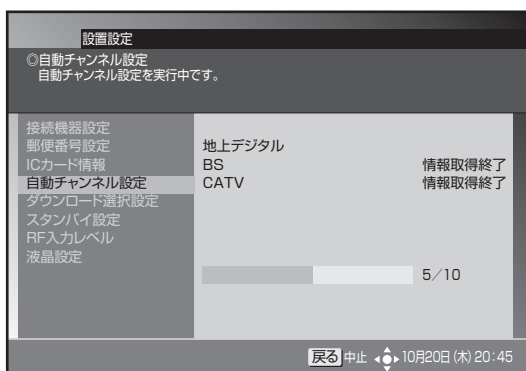 設置設定
◎自動チャンネル設定
自動チャンネル設定を実行中です。
接続機器設定
郵便番号設定
ICカード情報
自動チャンネル設定
ダウンロード選択設定
スタンバイ設定
RF入力レベル
液晶設定
地上デジタル
BS 情報取得終了
CATV 情報取得終了
5/10
戻る 中止 10月20日(木)20:45